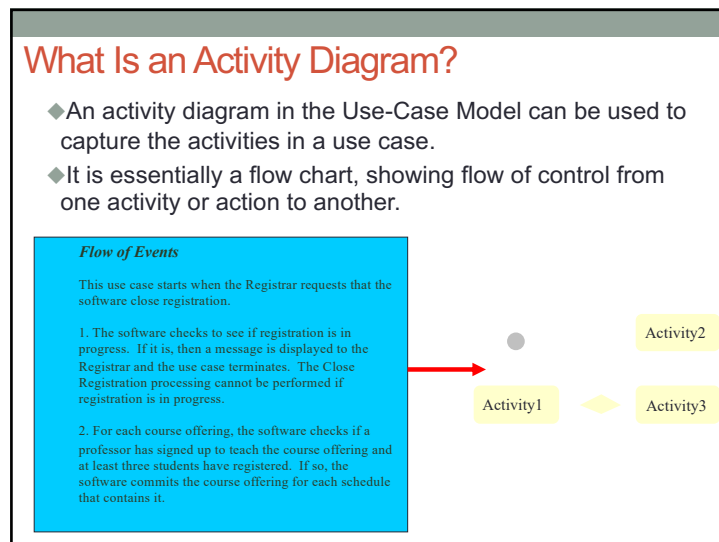 What Is an Activity Diagram?
◆An activity diagram in the Use-Case Model can be used to
capture the activities in a use case.
◆It is essentially a flow chart, showing flow of control from
one activity or action to another.
Flow of Events
This use case starts when the Registrar requests that the
software close registration.
1. The software checks to see if registration is in
progress. If it is, then a message is displayed to the
Registrar and the use case terminates. The Close
Registration processing cannot be performed if
registration is in progress.
2. For each course offering, the software checks if a
professor has signed up to teach the course offering and
at least three students have registered. If so, the
software commits the course offering for each schedule
that contains it.
Activity2
Activity1
Activity3